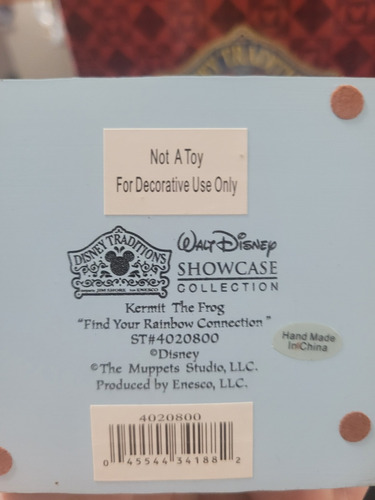 Y TRADITI
Not A Toy
For Decorative Use Only
DISNEY TRADITIONS
WALT DISNEY
SHOWCASE
COLLECTION
Kermit The Frog
"Find Your Rainbow Connection"
ST#4020800
©Disney
©The Muppets Studio, LLC.
Produced by Enesco, LLC.
Hand Made
In China
4020800
0 45544 34188 2